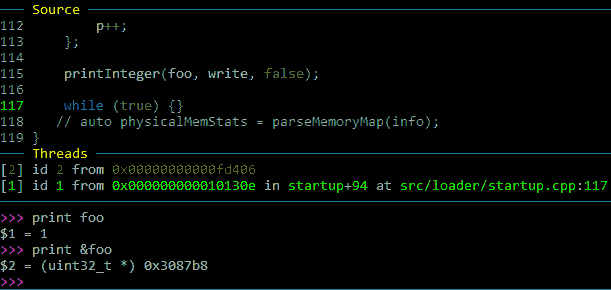 Source
112         p++;
113     };
114
115     printInteger(foo, write, false);
116
117     while (true) {}
118    // auto physicalMemStats = parseMemoryMap(info);
119 }
Threads
[2] id 2 from 0x00000000000fd406
[1] id 1 from 0x000000000010130e in startup+94 at src/loader/startup.cpp:117
>>> print foo
$1 = 1
>>> print &foo
$2 = (uint32_t *) 0x3087b8
>>>